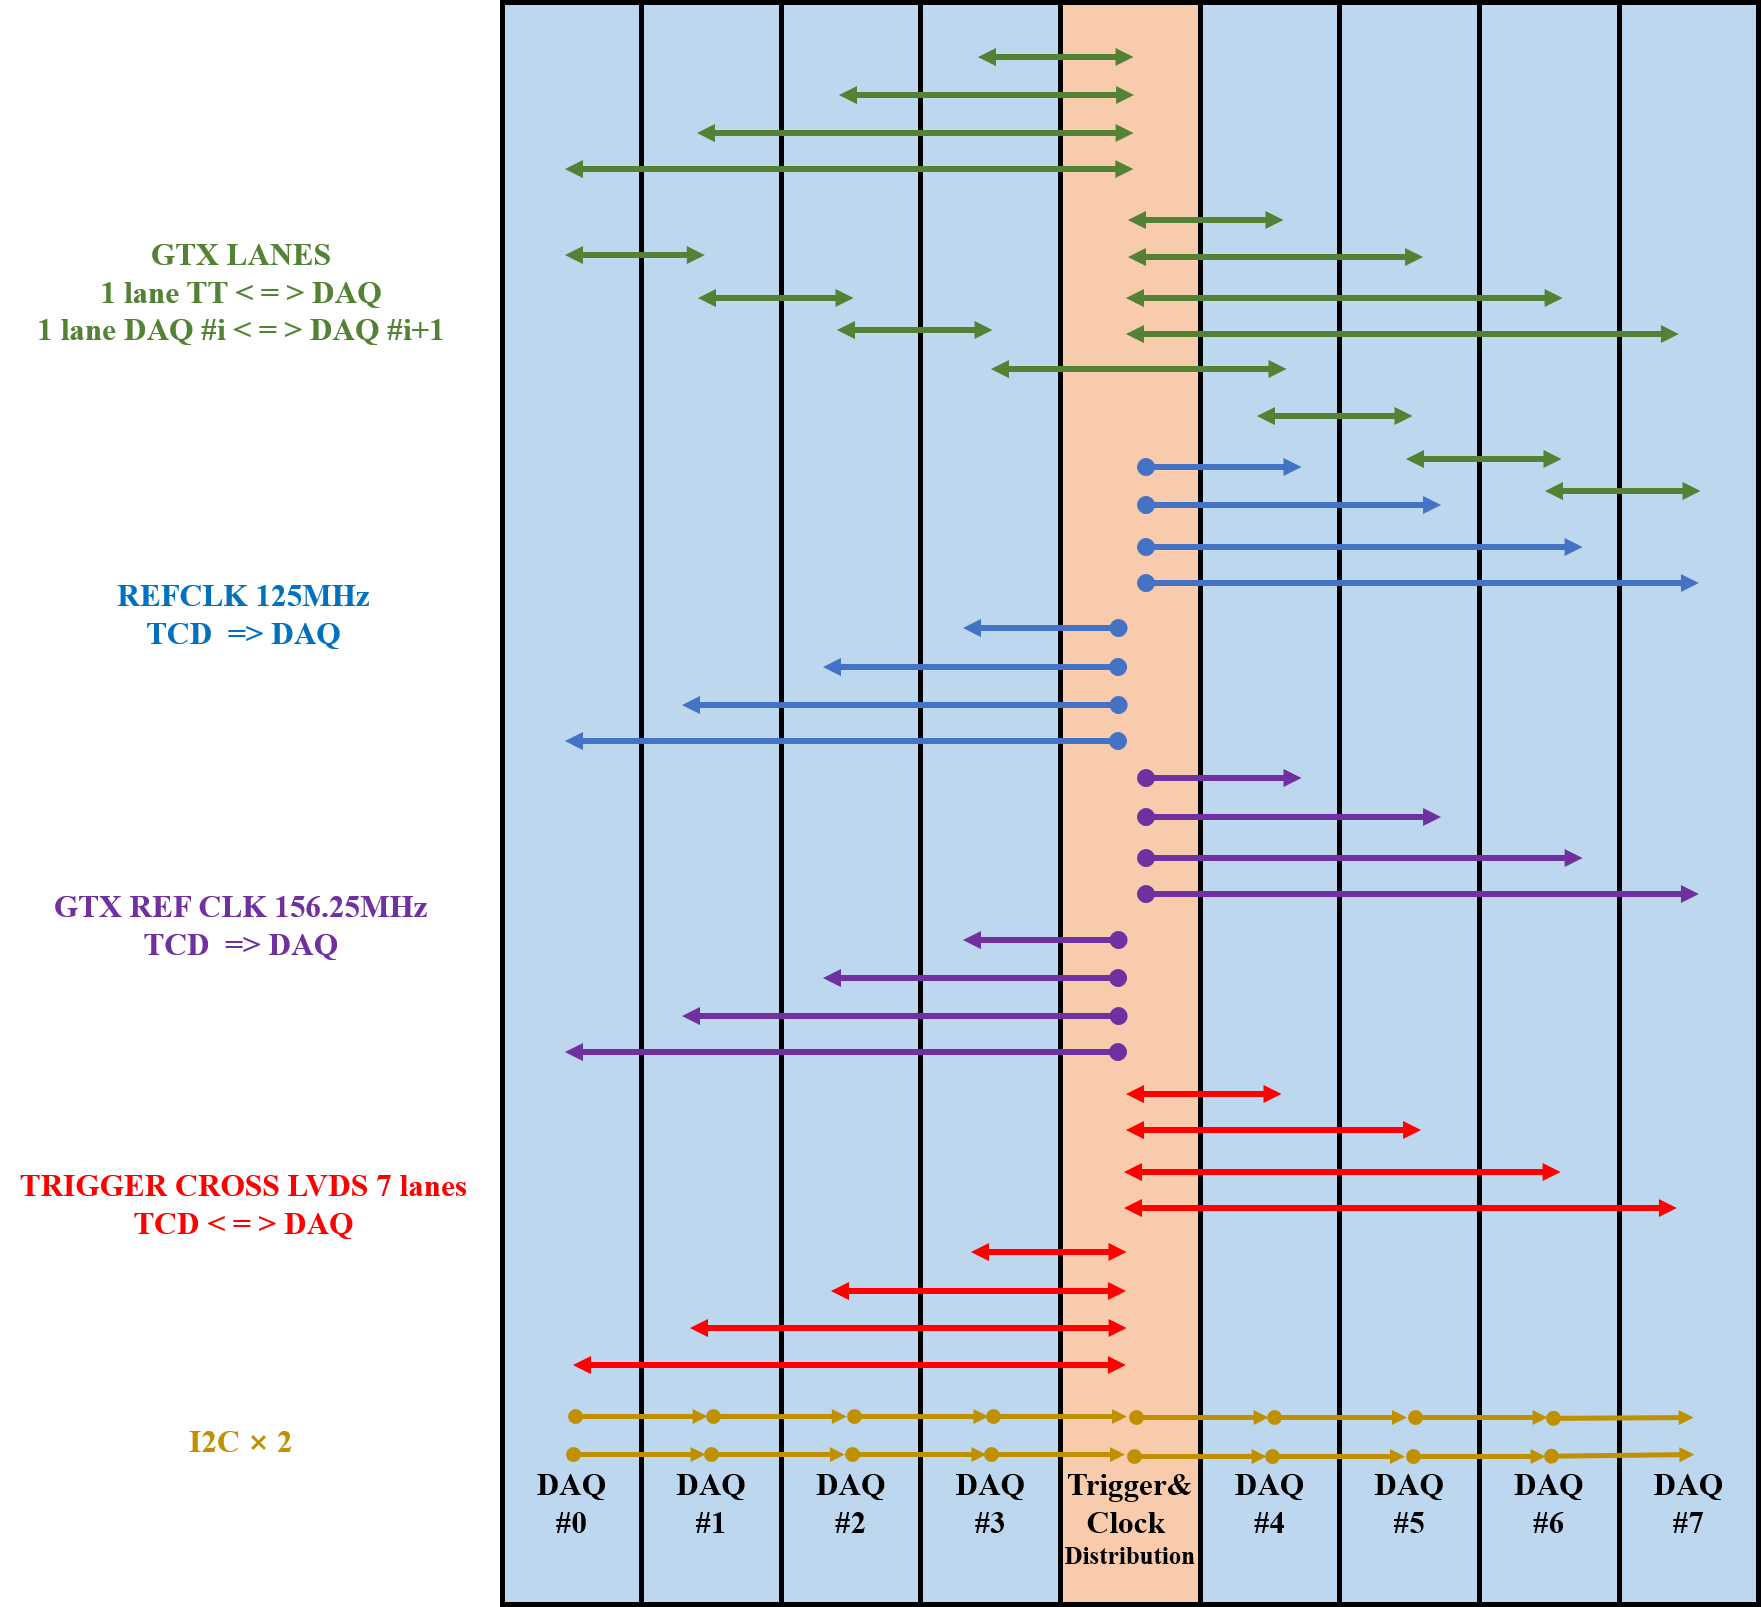 GTX LANES
1 lane TT < = > DAQ
1 lane DAQ #i < = > DAQ #i+1
REFCLK 125MHz
TCD => DAQ
GTX REF CLK 156.25MHz
TCD => DAQ
TRIGGER CROSS LVDS 7 lanes
TCD < = > DAQ
I2C × 2
DAQ
#0
DAQ
#1
DAQ
#2
DAQ
#3
Trigger&
Clock
Distribution
DAQ
#4
DAQ
#5
DAQ
#6
DAQ
#7